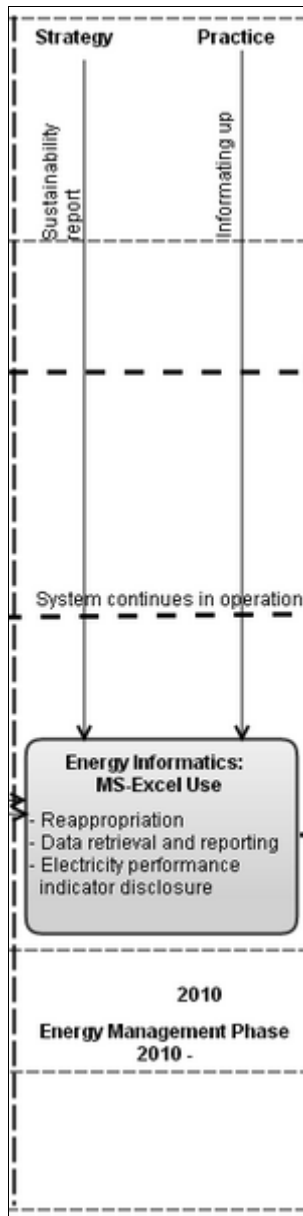 Strategy Practice
Sustainability
report
Informating up
System continues in operation
Energy Informatics:
MS-Excel Use
- Reappropriation
- Data retrieval and reporting
- Electricity performance
indicator disclosure
2010
Energy Management Phase
2010 -